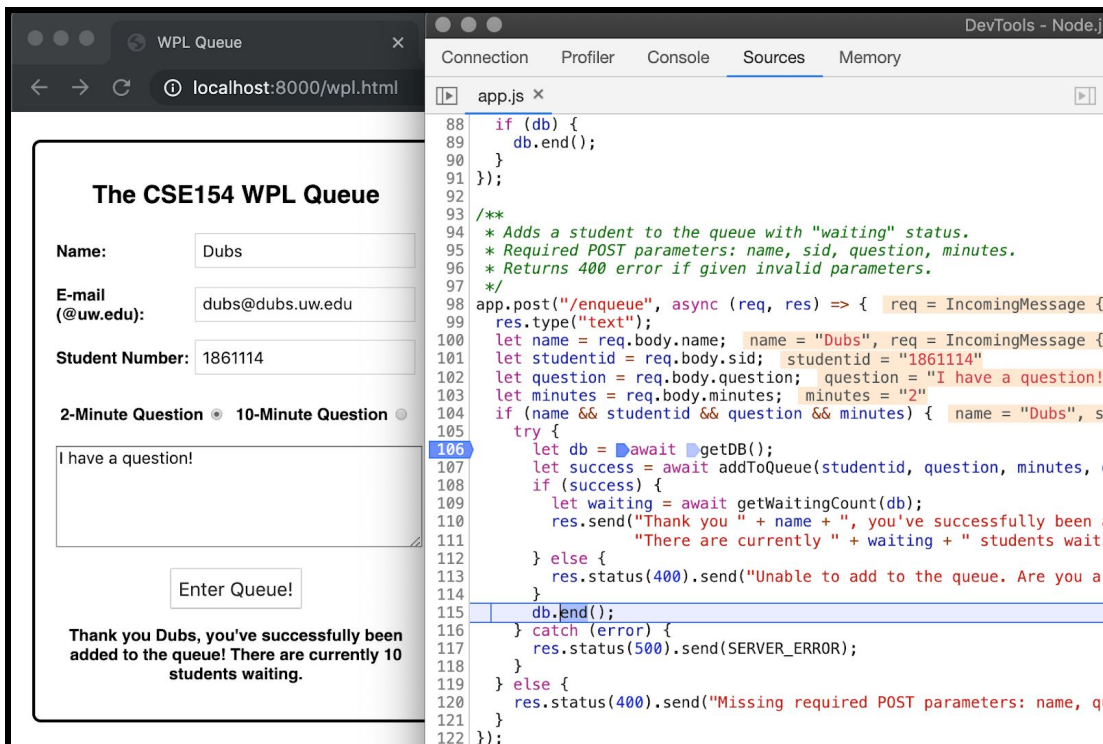 WPL Queue
localhost:8000/wpl.html
The CSE154 WPL Queue
Name:
Dubs
E-mail
(@uw.edu):
dubs@dubs.uw.edu
Student Number:
1861114
2-Minute Question 10-Minute Question
I have a question!
Enter Queue!
Thank you Dubs, you've successfully been
added to the queue! There are currently 10
students waiting.
DevTools - Node.j
Connection Profiler Console Sources Memory
app.js
88 if (db) {
89 db.end();
90 }
91 });
92
93 /**
94 * Adds a student to the queue with "waiting" status.
95 * Required POST parameters: name, sid, question, minutes.
96 * Returns 400 error if given invalid parameters.
97 */
98 app.post("/enqueue", async (req, res) => { req = IncomingMessage {
99 res.type("text");
100 let name = req.body.name; name = "Dubs", req = IncomingMessage {
101 let studentid = req.body.sid; studentid = "1861114"
102 let question = req.body.question; question = "I have a question!
103 let minutes = req.body.minutes; minutes = "2"
104 if (name && studentid && question && minutes) { name = "Dubs", s
105 try {
106 let db = await getDB();
107 let success = await addToQueue(studentid, question, minutes,
108 if (success) {
109 let waiting = await getWaitingCount(db);
110 res.send("Thank you " + name + ", you've successfully been
111 "There are currently " + waiting + " students wait
112 } else {
113 res.status(400).send("Unable to add to the queue. Are you a
114 }
115 db.end();
116 } catch (error) {
117 res.status(500).send(SERVER_ERROR);
118 }
119 } else {
120 res.status(400).send("Missing required POST parameters: name, q
121 }
122 });